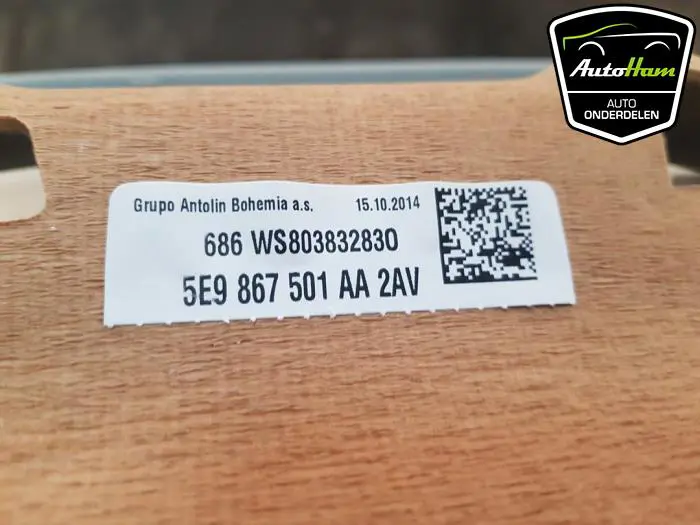 AutoHam
AUTO
ONDERDELEN
Grupo Antolin Bohemia a.s. 15.10.2014
686 WS803832830
5E9 867 501 AA 2AV